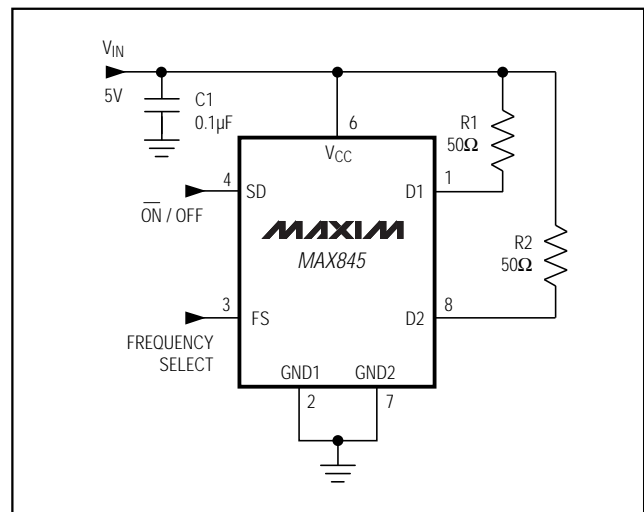 VIN
5V
C1
0.1µF
R1
50Ω
6
VCC
4
SD
D1
1
ON / OFF
MAXIM
MAX845
R2
50Ω
3
FS
D2
8
FREQUENCY
SELECT
GND1
GND2
2
7